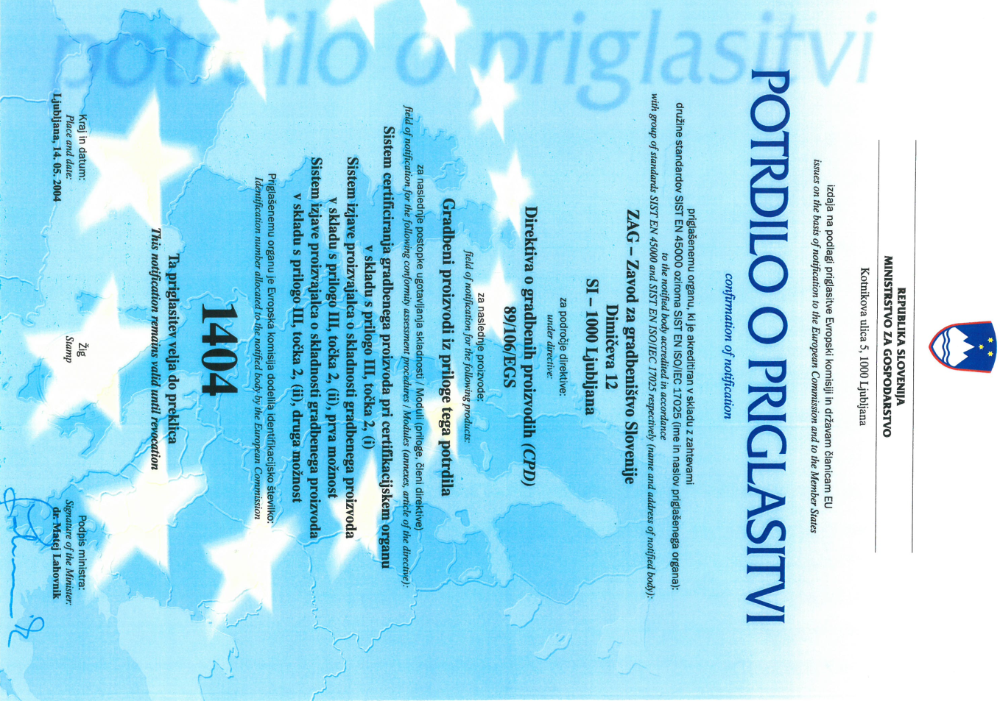 REPUBLIKA SLOVENIJA
MINISTRSTVO ZA GOSPODARSTVO
Kotnikova ulica 5, 1000 Ljubljana
izdaja na podlagi priglasitve Evropski komisiji in državam članicam EU
issues on the basis of notification to the European Commission and to the Member States
potrdilo o priglasitvi
POTRDILO O PRIGLASITVI
confirmation of notification
priglašenemu organu, ki je akreditiran v skladu z zahtevami
družine standardov SIST EN 45000 oziroma SIST EN ISO/IEC 17025 (ime in naslov priglašenega organa):
to the notified body accredited in accordance
with group of standards SIST EN 45000 and SIST EN ISO/IEC 17025 respectively (name and address of notified body):
ZAG – Zavod za gradbeništvo Slovenije
Dimičeva 12
SI – 1000 Ljubljana
za področje direktive:
under directive:
Direktiva o gradbenih proizvodih (CPD)
89/106/EGS
za naslednje proizvode:
field of notification for the following products:
Gradbeni proizvodi iz priloge tega potrdila
za naslednje postopke ugotavljanja skladnosti / Moduli (priloge, členi direktive)
field of notification for the following conformity assessment procedures / Modules (annexes, article of the directive):
Sistem certificiranja gradbenega proizvoda pri certifikacijskem organu
v skladu s prilogo III, točka 2, (i)
Sistem izjave proizvajalca o skladnosti gradbenega proizvoda
v skladu s prilogo III, točka 2, (ii), prva možnost
Sistem izjave proizvajalca o skladnosti gradbenega proizvoda
v skladu s prilogo III, točka 2, (ii), druga možnost
Priglašenemu organu je Evropska komisija dodelila identifikacijsko številko:
Identification number allocated to the notified body by the European Commission
1404
Ta priglasitev velja do preklica
This notification remains valid until revocation
Kraj in datum:
Place and date:
Ljubljana, 14. 05. 2004
Žig
Stamp
Podpis ministra:
Signature of the Minister:
dr. Matej Lahovnik